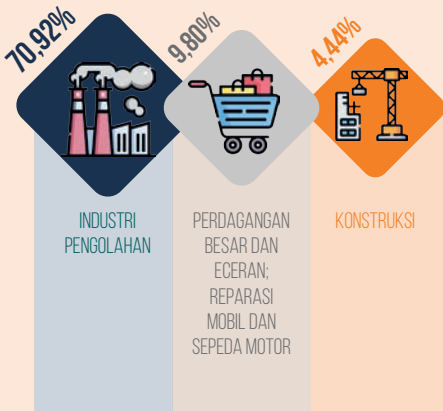 70,92%
9,80%
4,44%
INDUSTRI
PENGOLAHAN
PERDAGANGAN
BESAR DAN
ECERAN;
REPARASI
MOBIL DAN
SEPEDA MOTOR
KONSTRUKSI